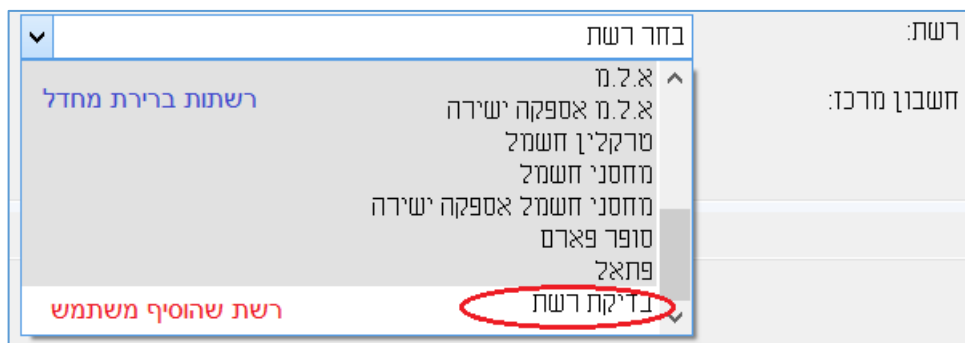 רשת:
בחר רשת
חשבון מרכז:
א.ל.מ
רשתות ברירת מחדל
א.ל.מ אספקה ישירה
טרקלין חשמל
מחסני חשמל
מחסני חשמל אספקה ישירה
סופר פארם
פתאל
בדיקת רשת
רשת שהוסיף משתמש